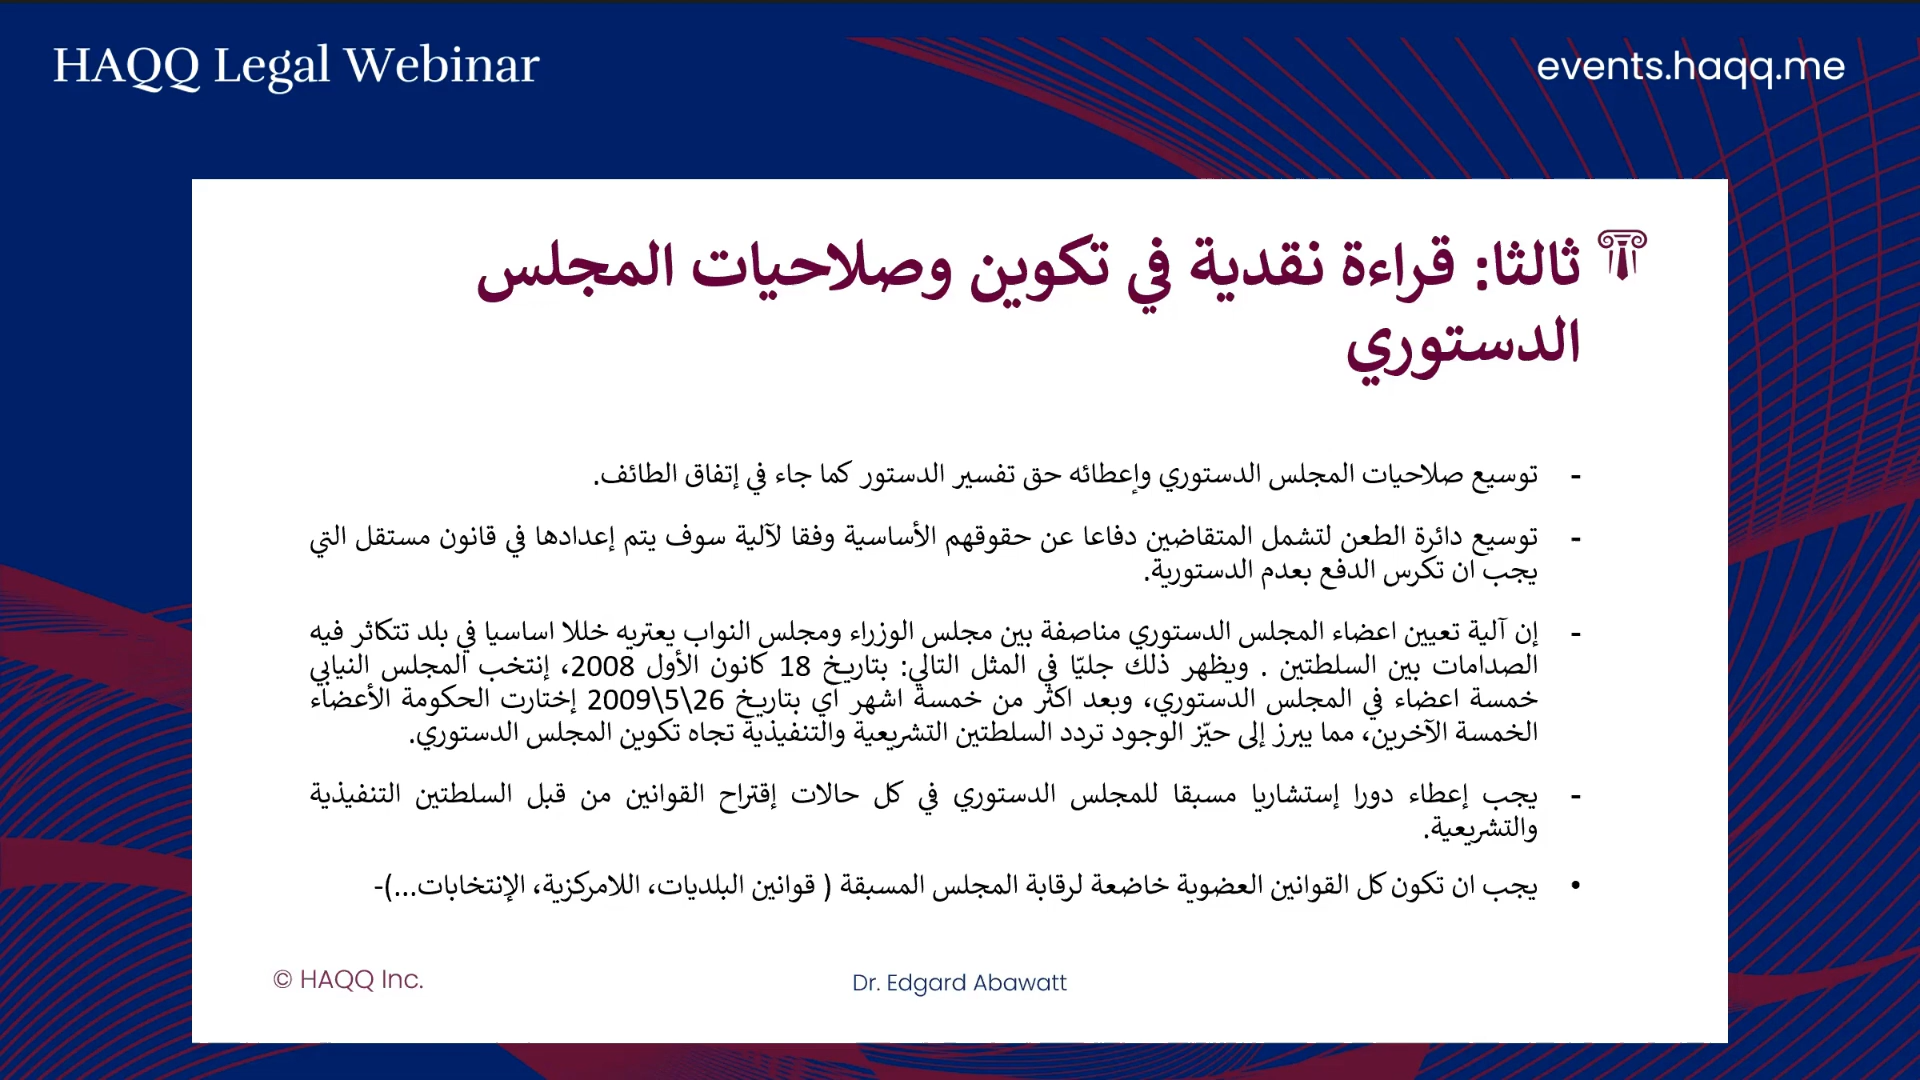 HAQQ Legal Webinar
events.haqq.me
ثالثا: قراءة نقدية في تكوين وصلاحيات المجلس
الدستوري
- توسيع صلاحيات المجلس الدستوري وإعطائه حق تفسير الدستور كما جاء في إتفاق الطائف.
- توسيع دائرة الطعن لتشمل المتقاضين دفاعا عن حقوقهم الأساسية وفقا لآلية سوف يتم إعدادها في قانون مستقل التي
يجب ان تكرس الدفع بعدم الدستورية.
- إن آلية تعيين اعضاء المجلس الدستوري مناصفة بين مجلس الوزراء ومجلس النواب يعتريه خللا اساسيا في بلد تتكاثر فيه
الصدامات بين السلطتين . ويظهر ذلك جليّا في المثل التالي: بتاريخ 18 كانون الأول 2008، إنتخب المجلس النيابي
خمسة اعضاء في المجلس الدستوري، وبعد اكثر من خمسة اشهر اي بتاريخ 26\5\2009 إختارت الحكومة الأعضاء
الخمسة الآخرين، مما يبرز إلى حيّز الوجود تردد السلطتين التشريعية والتنفيذية تجاه تكوين المجلس الدستوري.
- يجب إعطاء دورا إستشاريا مسبقا للمجلس الدستوري في كل حالات إقتراح القوانين من قبل السلطتين التنفيذية
والتشريعية.
• يجب ان تكون كل القوانين العضوية خاضعة لرقابة المجلس المسبقة ( قوانين البلديات، اللامركزية، الإنتخابات...)-
© HAQQ Inc.
Dr. Edgard Abawatt